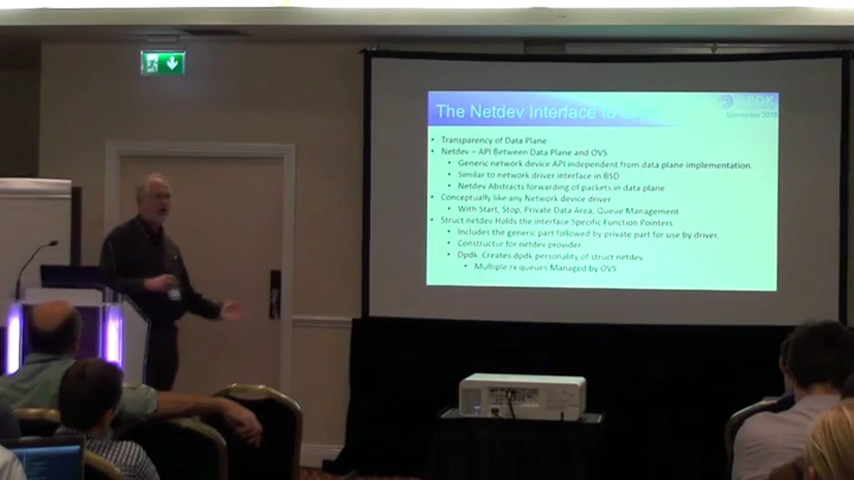 The Netdev Interface to
DPDK
Userspace 2015
• Transparency of Data Plane
• Netdev – API Between Data Plane and OVS
• Generic network device API independent from data plane implementation.
• Similar to network driver interface in BSD
• Netdev Abstracts forwarding of packets in data plane
• Conceptually like any Network device driver
• With Start, Stop, Private Data Area, Queue Management
• Struct netdev Holds the interface Specific Function Pointers
• Includes the generic part followed by private part for use by driver.
• Constructor for netdev provider
• Dpdk Creates dpdk personality of struct netdev
• Multiple rx queues Managed by OVS